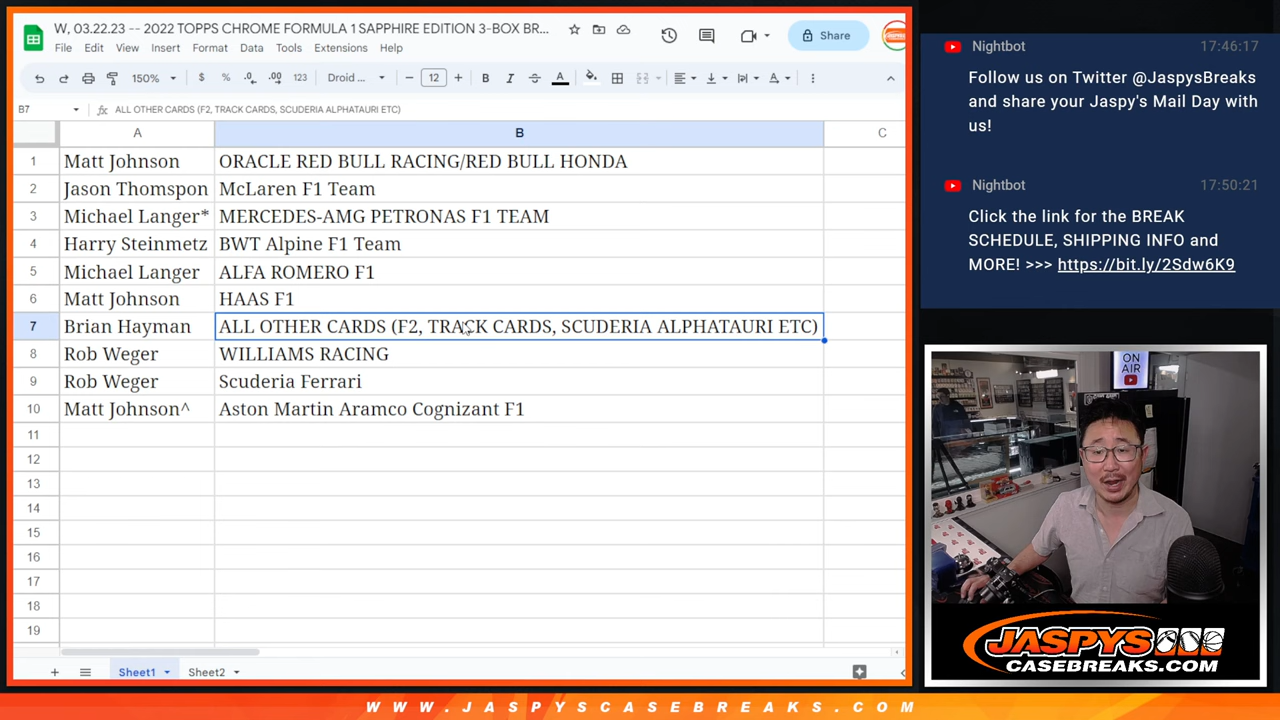 W, 03.22.23 -- 2022 TOPPS CHROME FORMULA 1 SAPPHIRE EDITION 3-BOX BR...
File Edit View Insert Format Data Tools Extensions Help
Share
150% $ % .0 .00 123 Droid ... 12 B I A
B7 fx ALL OTHER CARDS (F2, TRACK CARDS, SCUDERIA ALPHATAURI ETC)
A B C
1 Matt Johnson ORACLE RED BULL RACING/RED BULL HONDA
2 Jason Thomspon McLaren F1 Team
3 Michael Langer* MERCEDES-AMG PETRONAS F1 TEAM
4 Harry Steinmetz BWT Alpine F1 Team
5 Michael Langer ALFA ROMERO F1
6 Matt Johnson HAAS F1
7 Brian Hayman ALL OTHER CARDS (F2, TRACK CARDS, SCUDERIA ALPHATAURI ETC)
8 Rob Weger WILLIAMS RACING
9 Rob Weger Scuderia Ferrari
10 Matt Johnson^ Aston Martin Aramco Cognizant F1
11
12
13
14
15
16
17
18
19
Sheet1 Sheet2
Nightbot 17:46:17
Follow us on Twitter @JaspysBreaks
and share your Jaspy's Mail Day with
us!
Nightbot 17:50:21
Click the link for the BREAK
SCHEDULE, SHIPPING INFO and
MORE! >>> https://bit.ly/2Sdw6K9
ON
AIR
JASPYS
CASEBREAKS.COM
WWW.JASPYSCASEBREAKS.COM